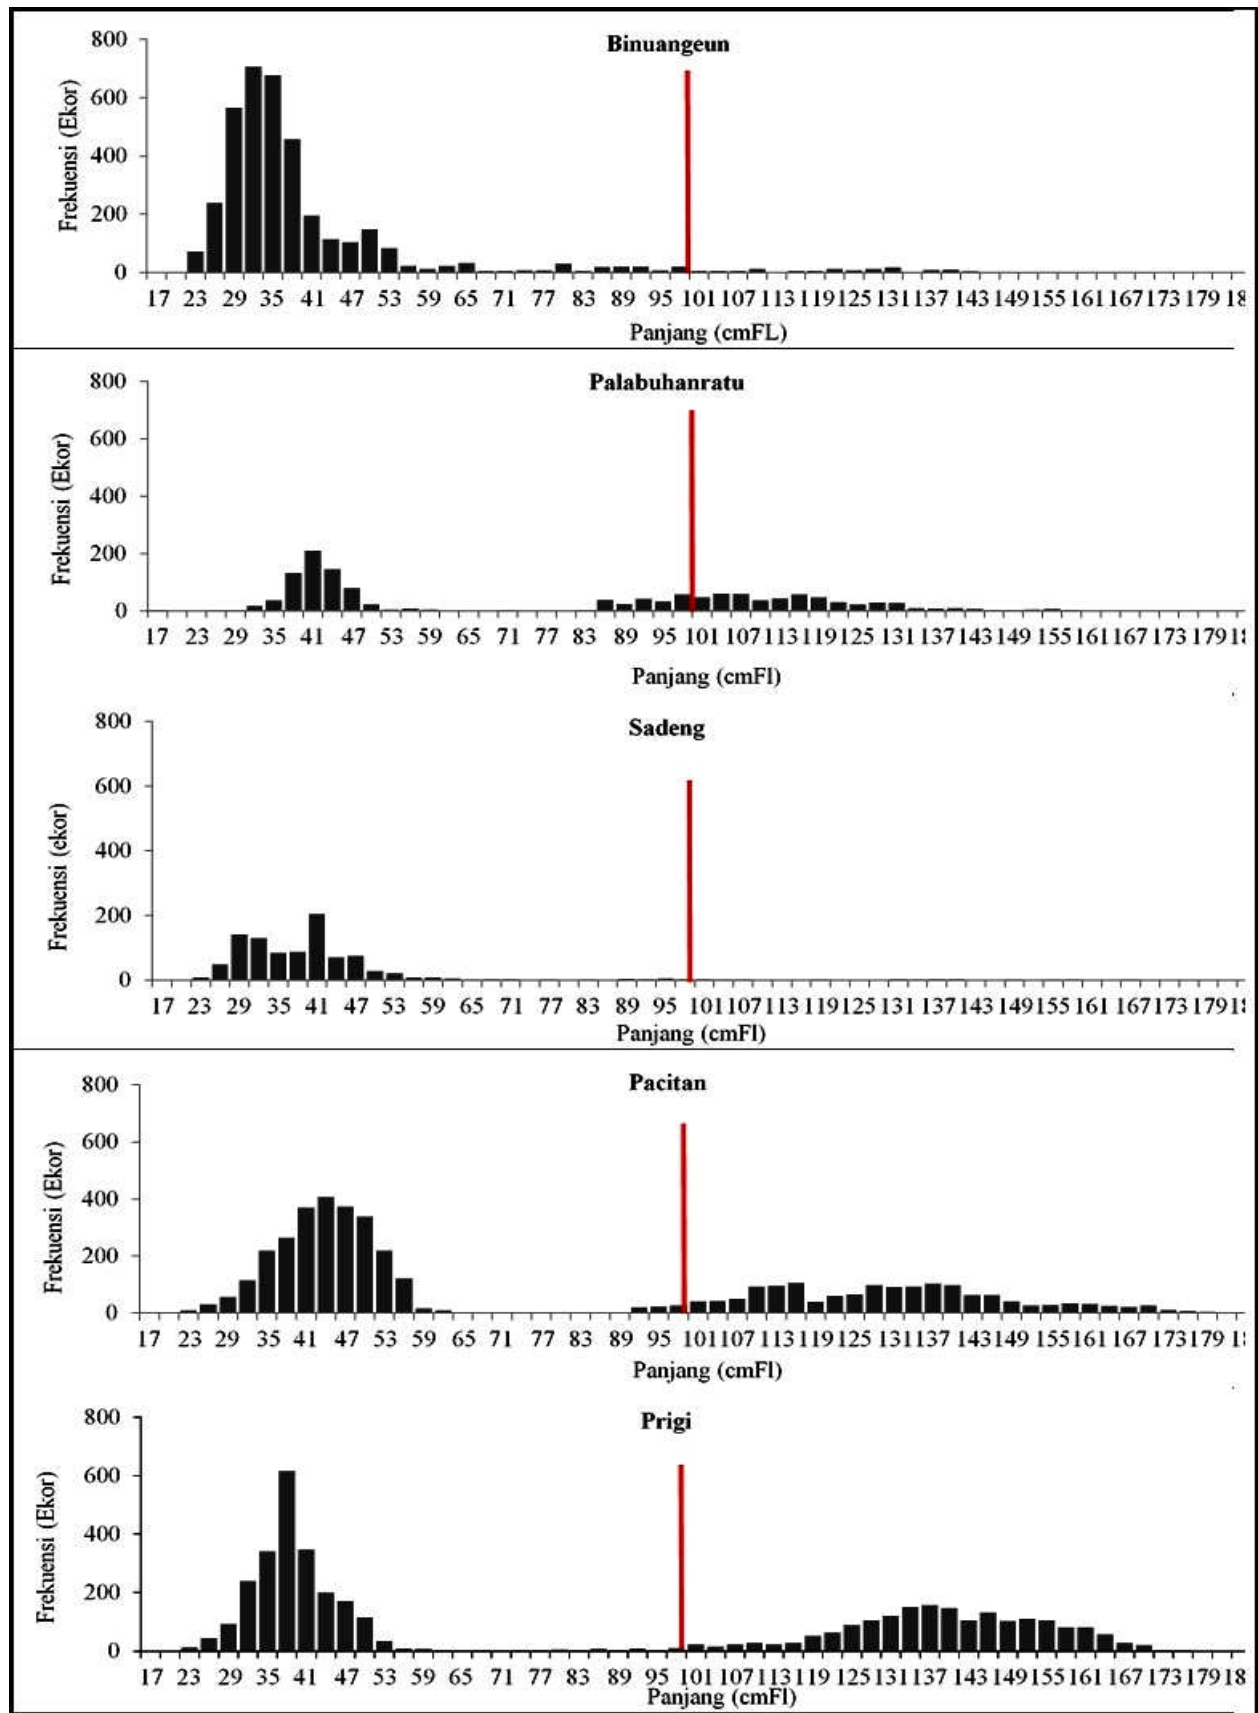 Binuangeun
Frekuensi (Ekor)
800
600
400
200
0
17 23 29 35 41 47 53 59 65 71 77 83 89 95 101 107 113 119 125 131 137 143 149 155 161 167 173 179 18
Panjang (cmFL)
Palabuhanratu
Frekuensi (Ekor)
800
600
400
200
0
17 23 29 35 41 47 53 59 65 71 77 83 89 95 101 107 113 119 125 131 137 143 149 155 161 167 173 179 18
Panjang (cmFl)
Sadeng
Frekuensi (ekor)
800
600
400
200
0
17 23 29 35 41 47 53 59 65 71 77 83 89 95 101 107 113 119 125 131 137 143 149 155 161 167 173 179 18
Panjang (cmFl)
Pacitan
Frekuensi (Ekor)
800
600
400
200
0
17 23 29 35 41 47 53 59 65 71 77 83 89 95 101 107 113 119 125 131 137 143 149 155 161 167 173 179 18
Panjang (cmFl)
Prigi
Frekuensi (Ekor)
800
600
400
200
0
17 23 29 35 41 47 53 59 65 71 77 83 89 95 101 107 113 119 125 131 137 143 149 155 161 167 173 179 18
Panjang (cmFl)